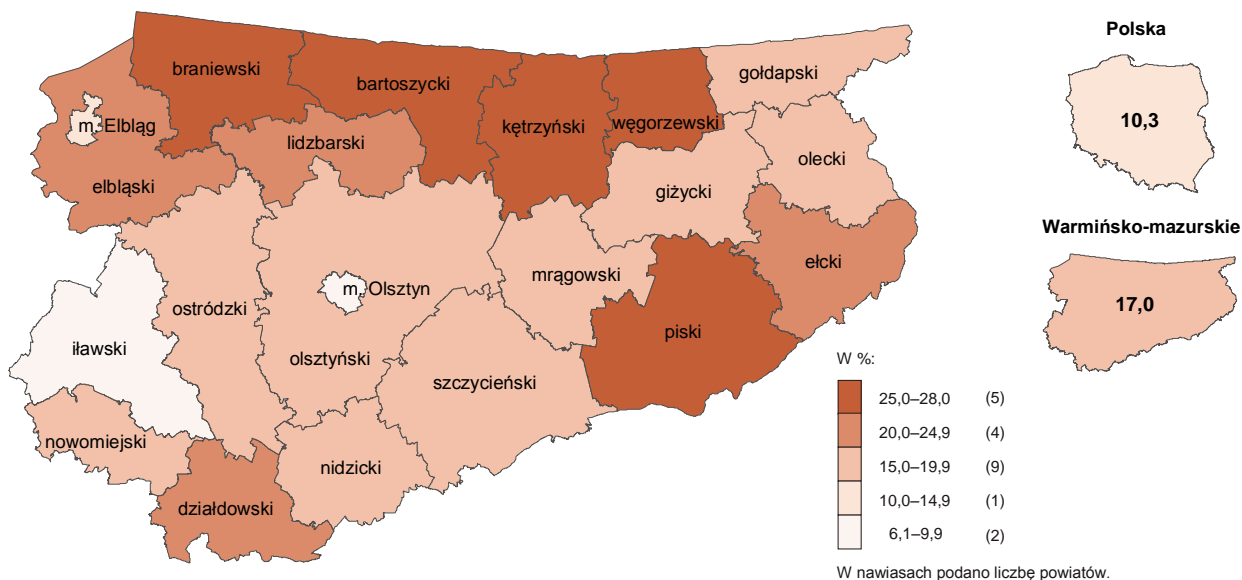 Polska
10,3
Warmińsko-mazurskie
17,0
braniewski
bartoszycki
gołdapski
m. Elbląg
kętrzyński
węgorzewski
lidzbarski
olecki
elbląski
giżycki
mrągowski
ełcki
m. Olsztyn
ostródzki
piski
iławski
olsztyński
szczycieński
nowomiejski
nidzicki
działdowski
W %:
25,0–28,0 (5)
20,0–24,9 (4)
15,0–19,9 (9)
10,0–14,9 (1)
6,1–9,9 (2)
W nawiasach podano liczbę powiatów.